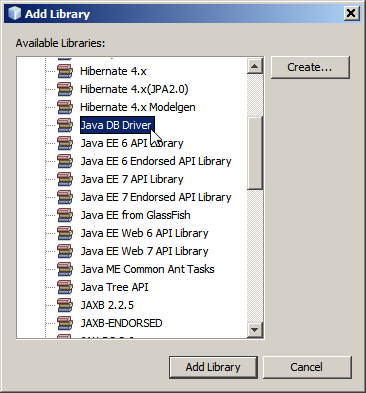 Add Library
Available Libraries:
Create...
Hibernate 4.x
Hibernate 4.x(JPA2.0)
Hibernate 4.x Modelgen
Java DB Driver
Java EE 6 API Library
Java EE 6 Endorsed API Library
Java EE 7 API Library
Java EE 7 Endorsed API Library
Java EE from GlassFish
Java EE Web 6 API Library
Java EE Web 7 API Library
Java ME Common Ant Tasks
Java Tree API
JAXB 2.2.5
JAXB-ENDORSED
Add Library
Cancel